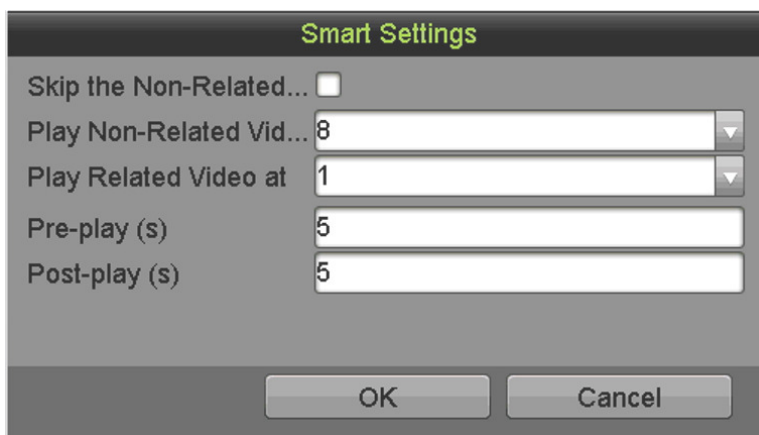 Smart Settings
Skip the Non-Related...
Play Non-Related Vid... 8
Play Related Video at 1
Pre-play (s) 5
Post-play (s) 5
OK Cancel